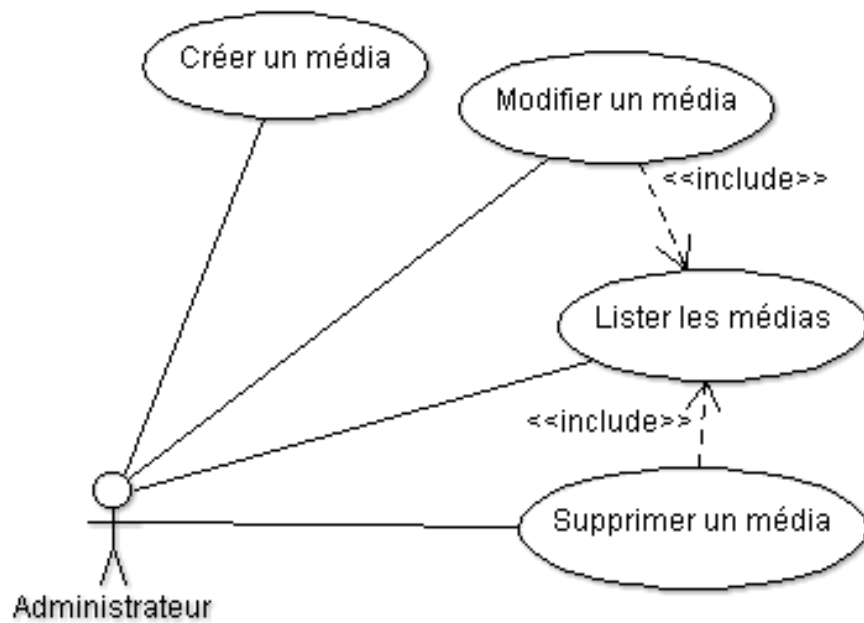 Créer un média
Modifier un média
<<include>>
Lister les médias
<<include>>
Supprimer un média
Administrateur